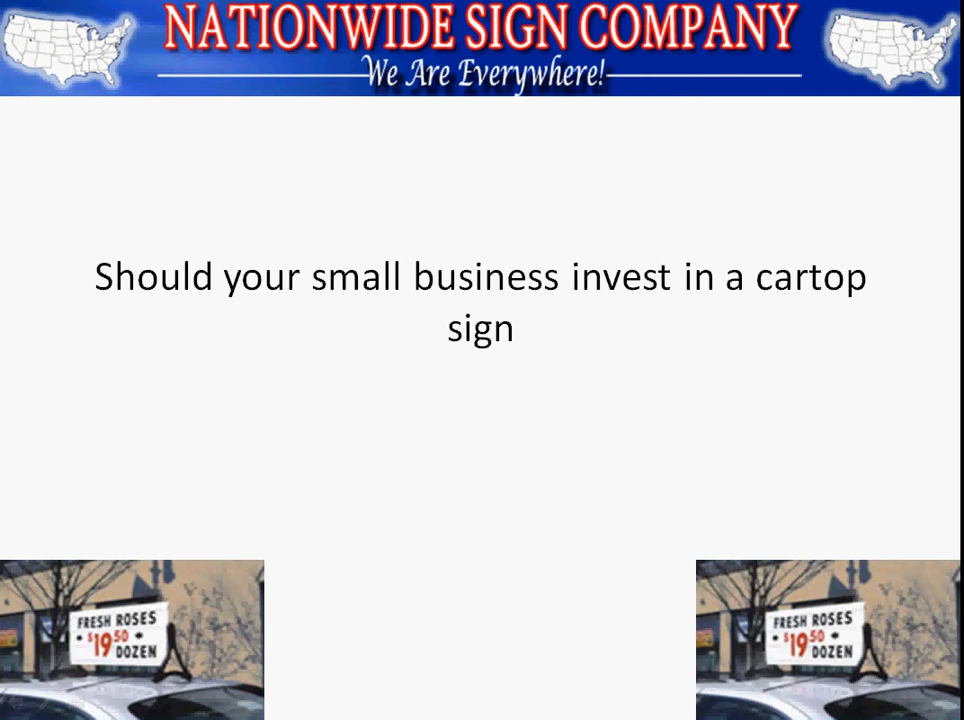 NATIONWIDE SIGN COMPANY
We Are Everywhere!
Should your small business invest in a cartop
sign
FRESH ROSES
$19.50
DOZEN
FRESH ROSES
$19.50
DOZEN